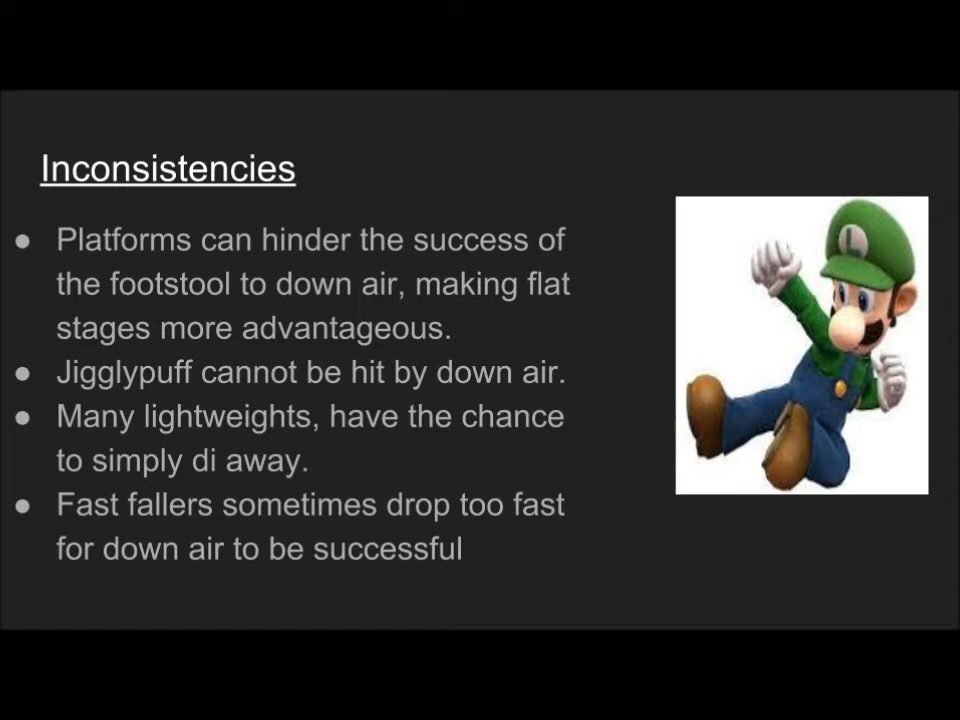 Inconsistencies
● Platforms can hinder the success of
the footstool to down air, making flat
stages more advantageous.
● Jigglypuff cannot be hit by down air.
● Many lightweights, have the chance
to simply di away.
● Fast fallers sometimes drop too fast
for down air to be successful
L